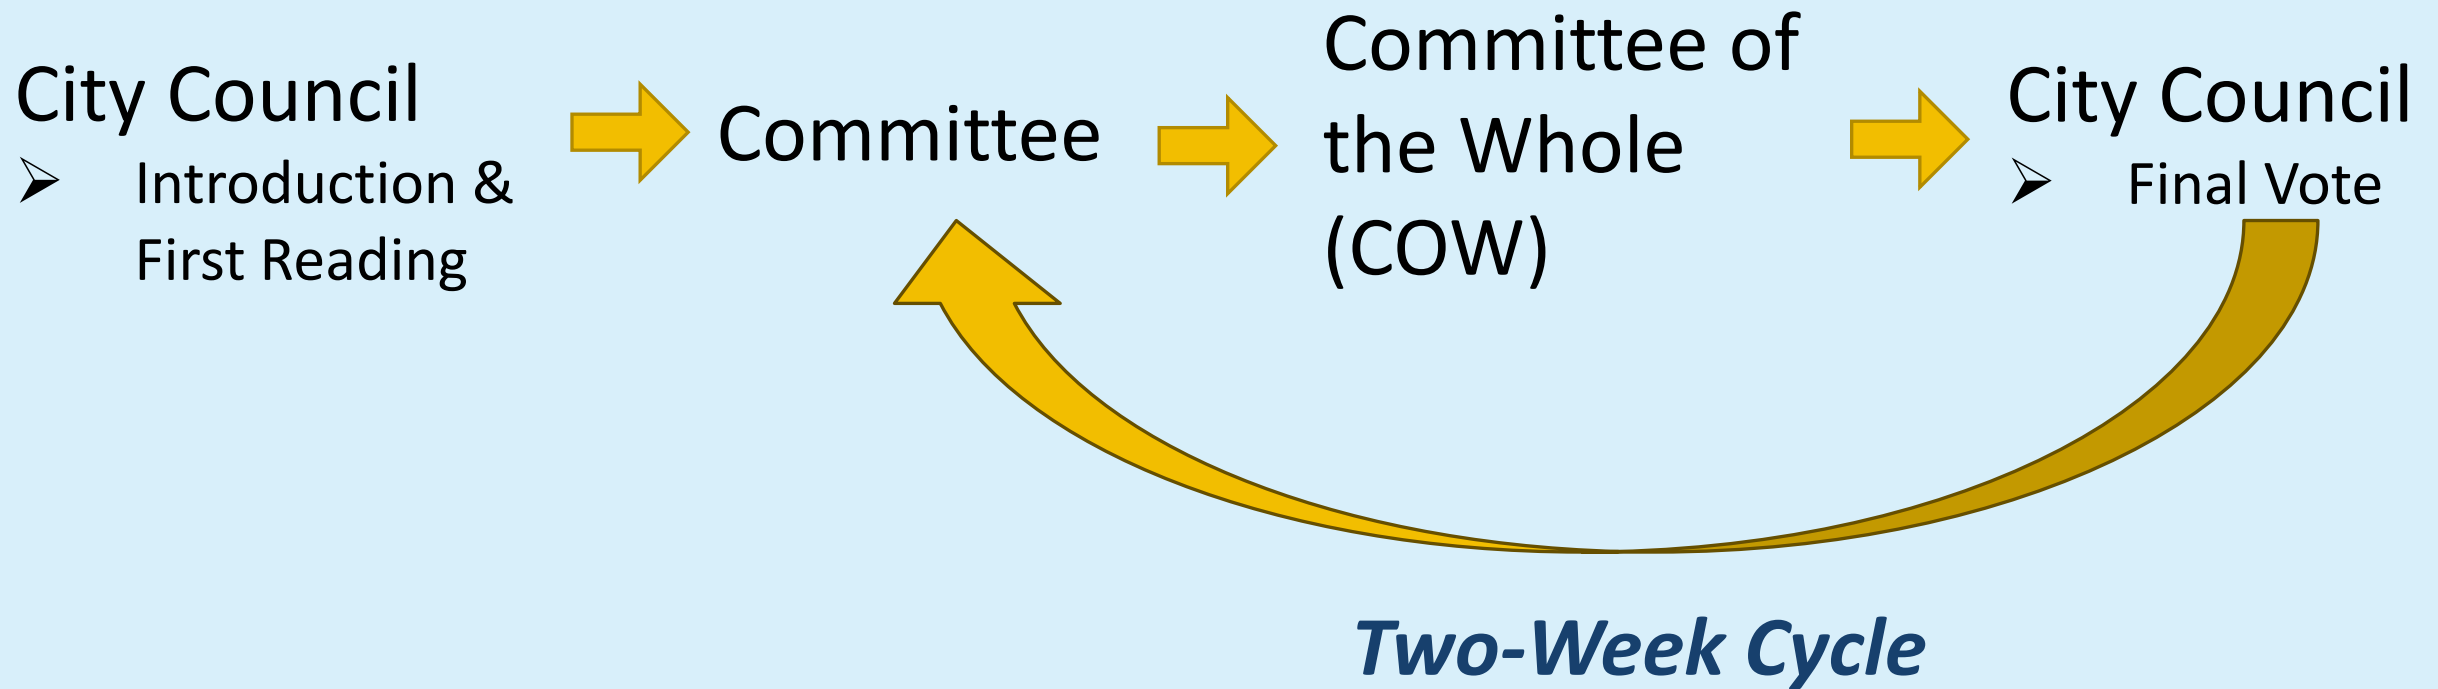 City Council
➢ Introduction &
First Reading
Committee
Committee of
the Whole
(COW)
City Council
➢ Final Vote
Two-Week Cycle